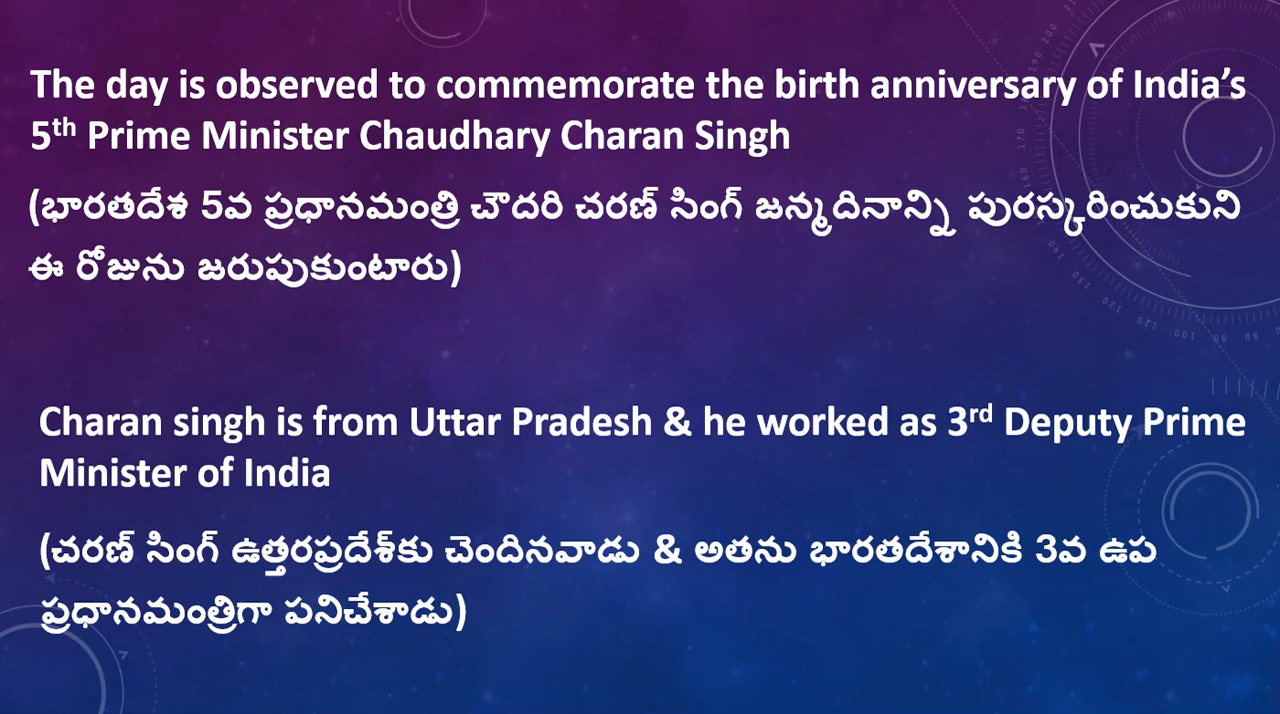 The day is observed to commemorate the birth anniversary of India’s
5th Prime Minister Chaudhary Charan Singh
(భారతదేశ 5వ ప్రధానమంత్రి చౌదరి చరణ్ సింగ్ జన్మదినాన్ని పురస్కరించుకుని
ఈ రోజును జరుపుకుంటారు)
Charan singh is from Uttar Pradesh & he worked as 3rd Deputy Prime
Minister of India
(చరణ్ సింగ్ ఉత్తరప్రదేశ్‌కు చెందినవాడు & అతను భారతదేశానికి 3వ ఉప
ప్రధానమంత్రిగా పనిచేశాడు)